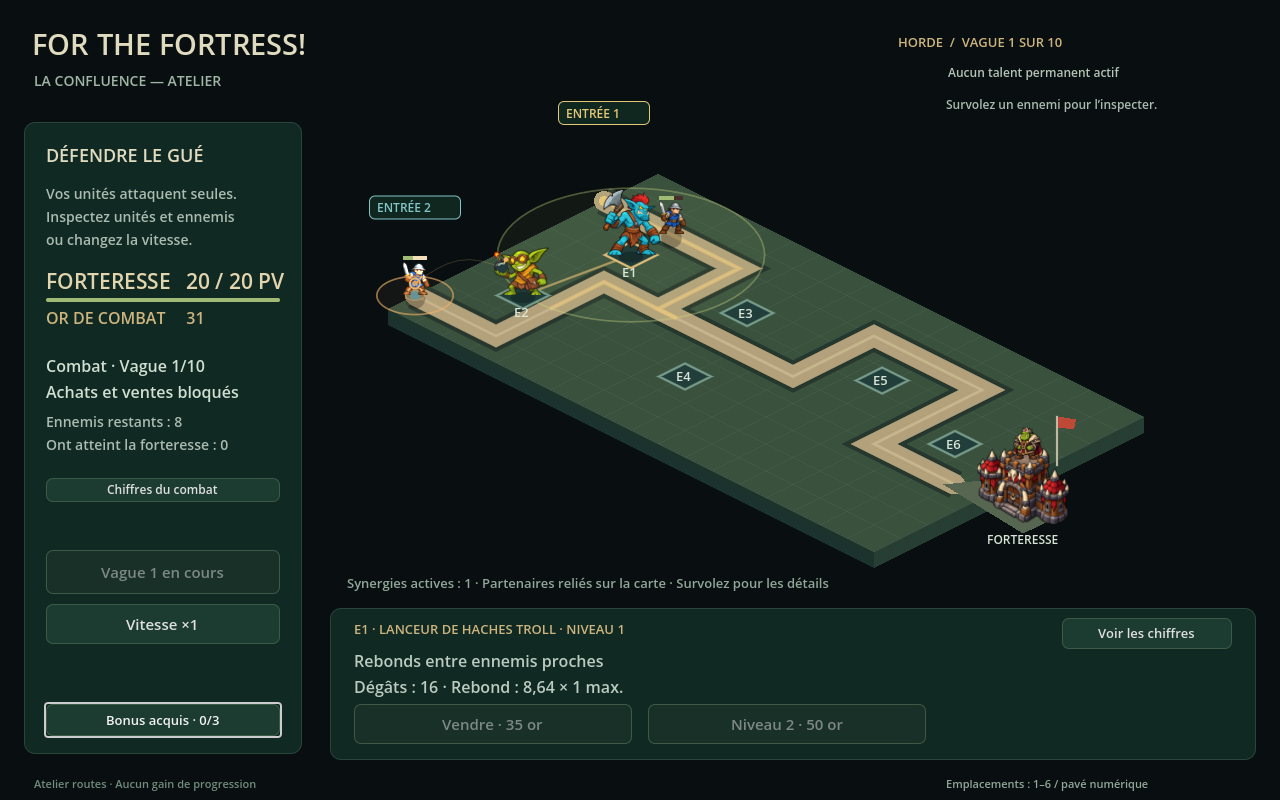 FOR THE FORTRESS!
LA CONFLUENCE — ATELIER
HORDE / VAGUE 1 SUR 10
Aucun talent permanent actif
Survolez un ennemi pour l’inspecter.
DÉFENDRE LE GUÉ
Vos unités attaquent seules.
Inspectez unités et ennemis
ou changez la vitesse.
FORTERESSE 20 / 20 PV
OR DE COMBAT 31
Combat · Vague 1/10
Achats et ventes bloqués
Ennemis restants : 8
Ont atteint la forteresse : 0
Chiffres du combat
Vague 1 en cours
Vitesse ×1
Bonus acquis · 0/3
ENTRÉE 1
ENTRÉE 2
E1
E2
E3
E4
E5
E6
FORTERESSE
Synergies actives : 1 · Partenaires reliés sur la carte · Survolez pour les détails
E1 · LANCEUR DE HACHES TROLL · NIVEAU 1
Voir les chiffres
Rebonds entre ennemis proches
Dégâts : 16 · Rebond : 8,64 × 1 max.
Vendre · 35 or
Niveau 2 · 50 or
Atelier routes · Aucun gain de progression
Emplacements : 1–6 / pavé numérique